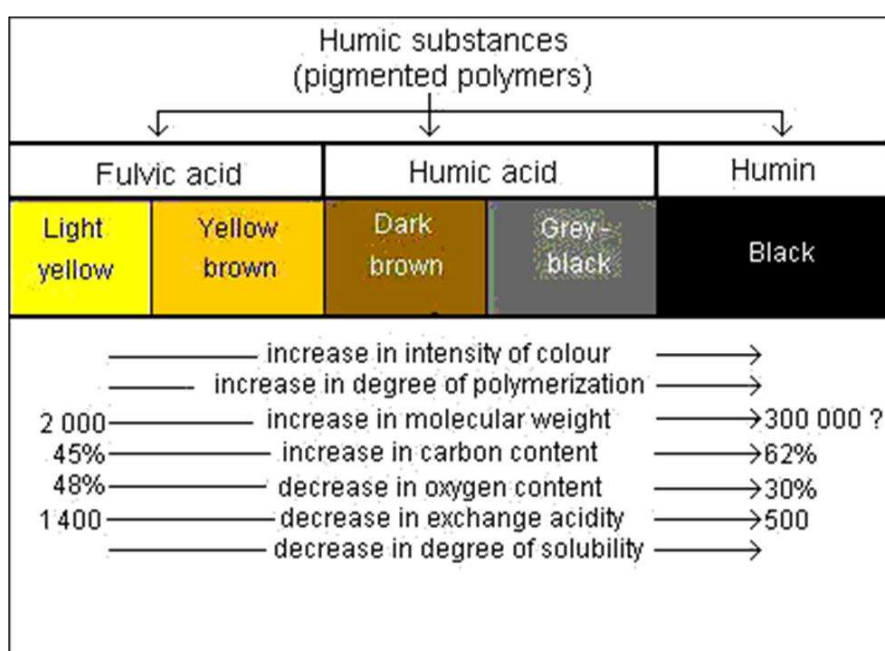 Humic substances
(pigmented polymers)
Fulvic acid Humic acid Humin
Light yellow Yellow brown Dark brown Grey-black Black
increase in intensity of colour
increase in degree of polymerization
2 000 increase in molecular weight 300 000 ?
45% increase in carbon content 62%
48% decrease in oxygen content 30%
1 400 decrease in exchange acidity 500
decrease in degree of solubility